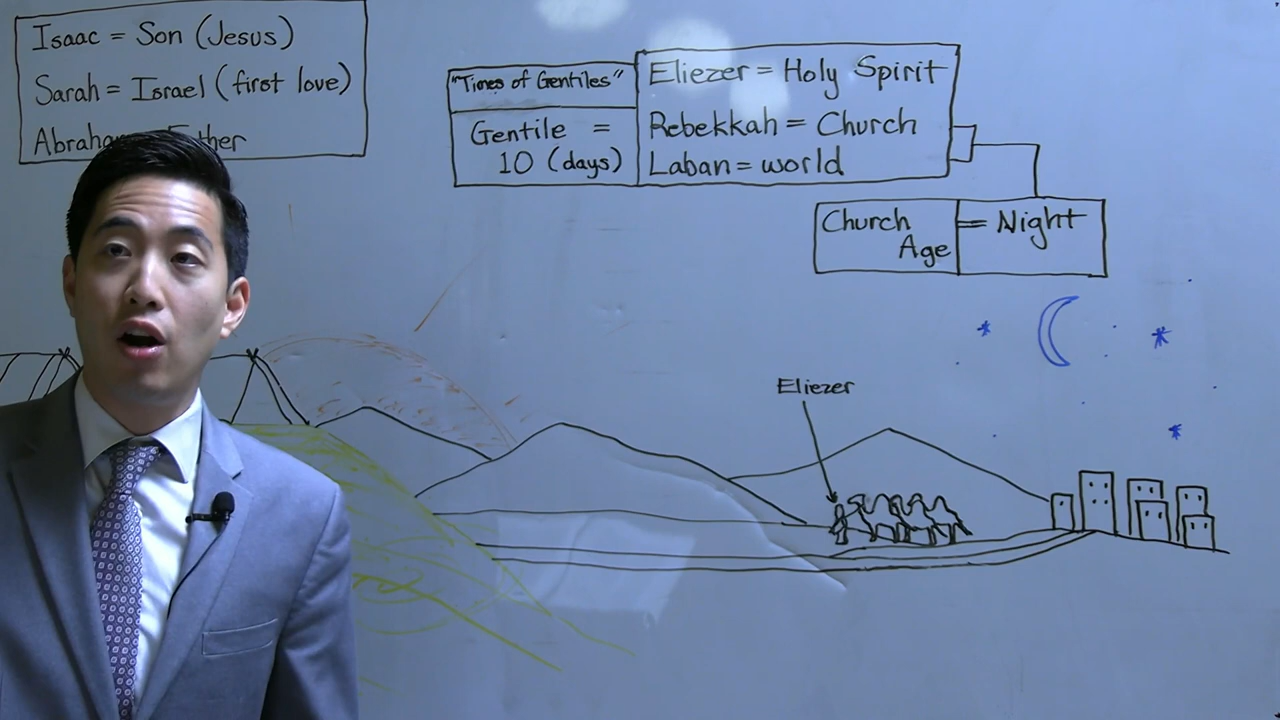 Isaac = Son (Jesus)
Sarah = Israel (first love)
"Times of Gentiles"
Gentile =
10 (days)
Eliezer = Holy Spirit
Rebekkah = Church
Laban = world
Church
Age
= Night
Eliezer